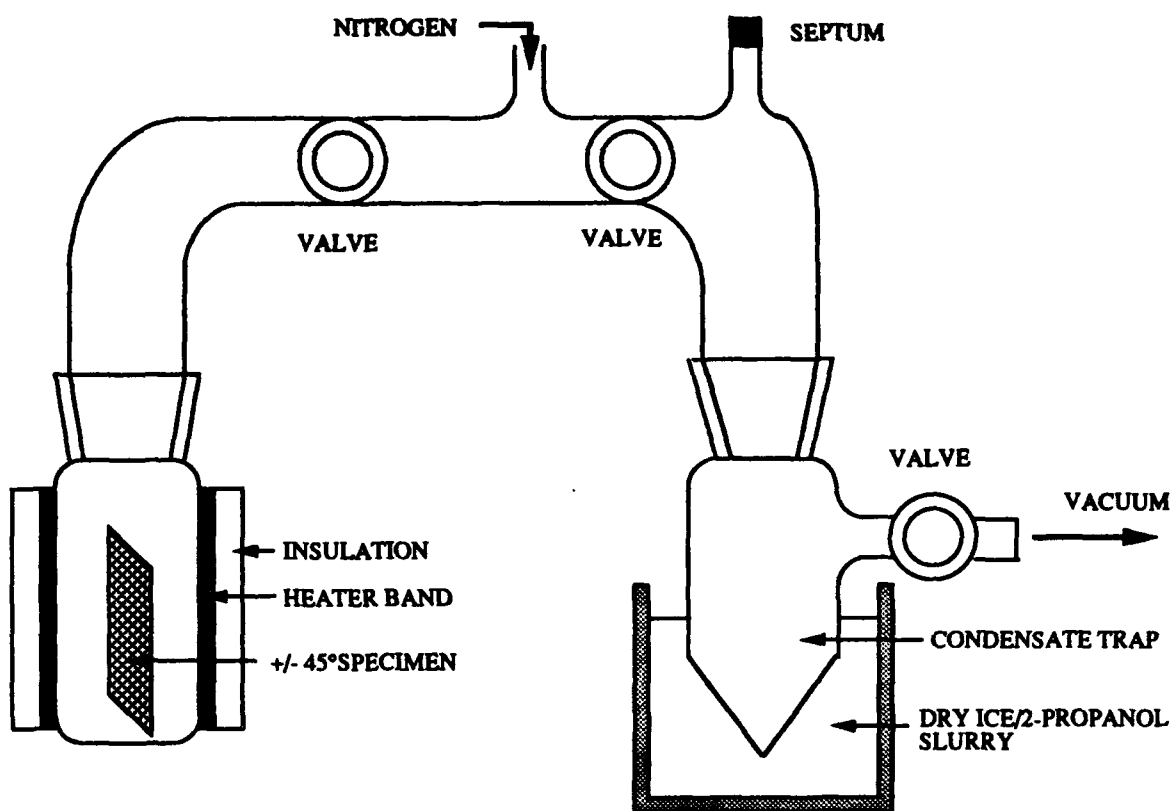 NITROGEN
SEPTUM
VALVE
VALVE
VALVE
VACUUM
INSULATION
HEATER BAND
+/- 45°SPECIMEN
CONDENSATE TRAP
DRY ICE/2-PROPANOL
SLURRY